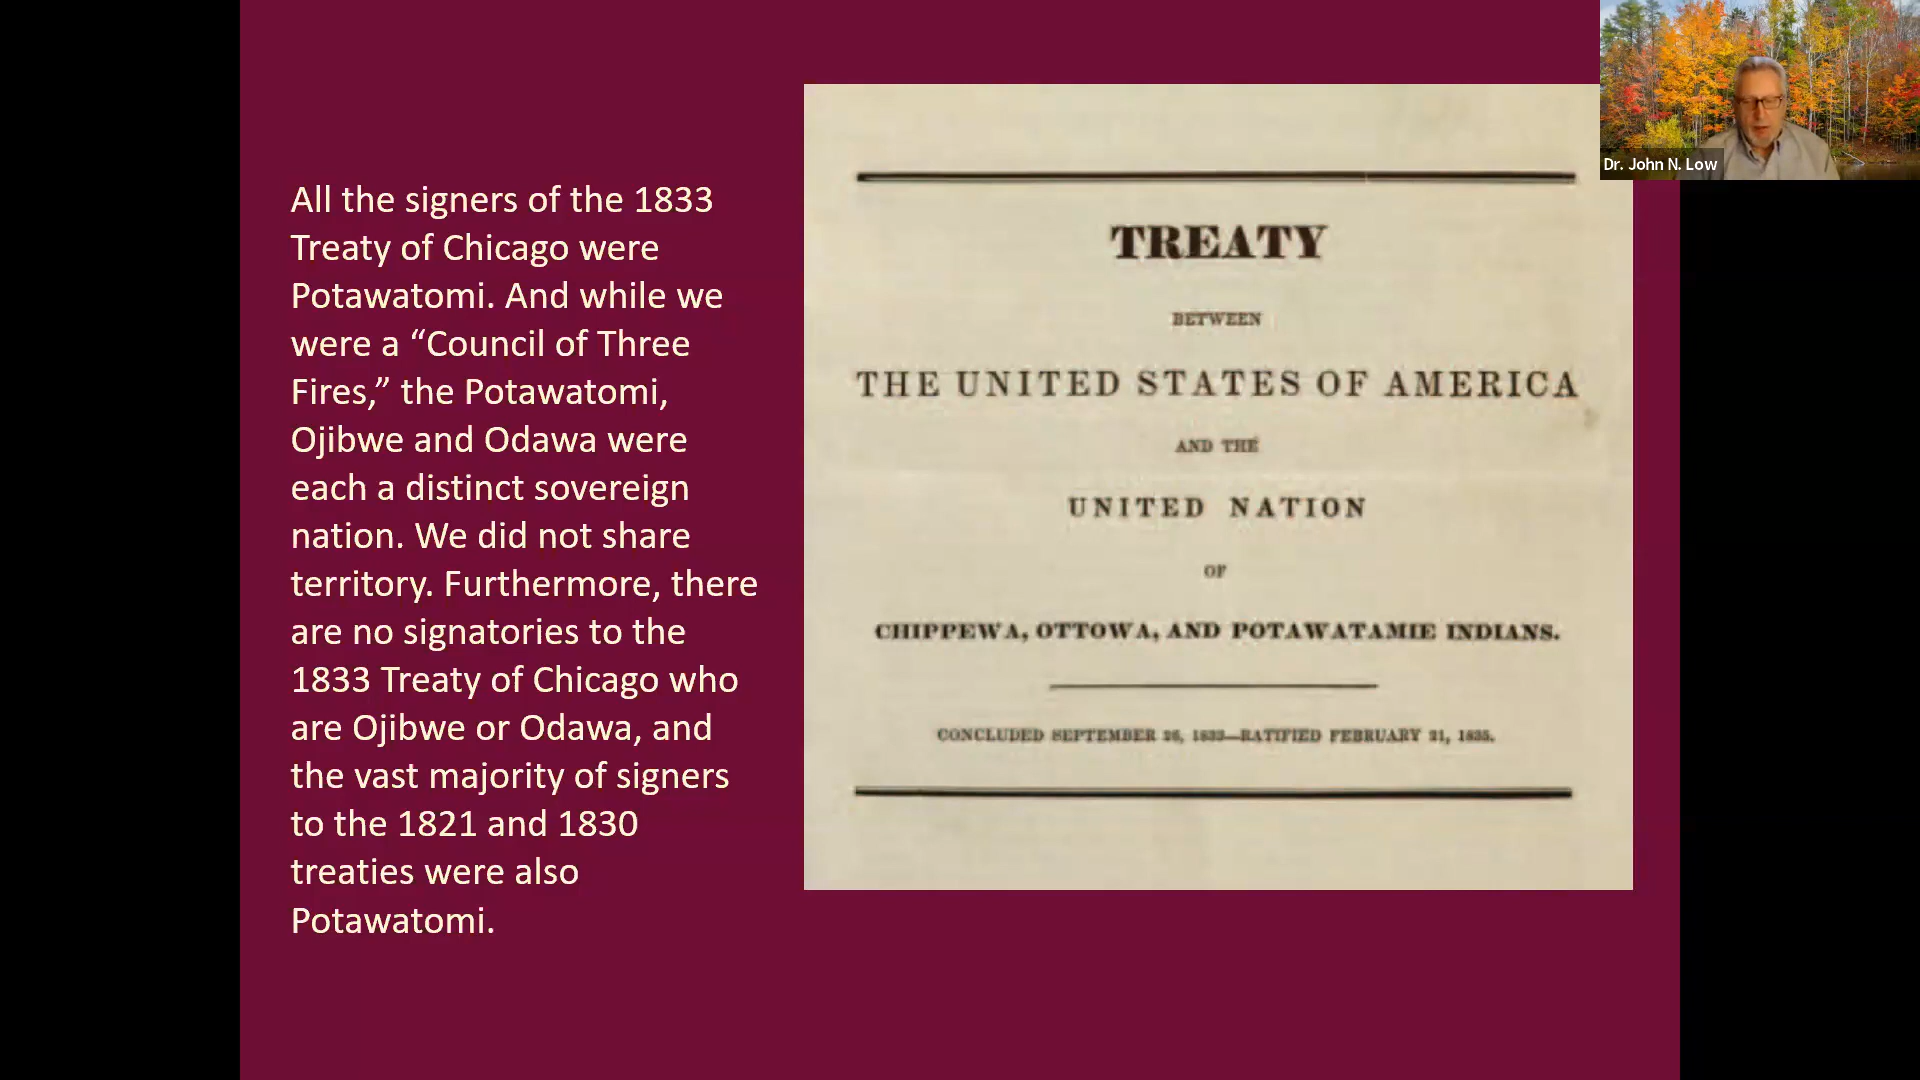 All the signers of the 1833
Treaty of Chicago were
Potawatomi. And while we
were a “Council of Three
Fires,” the Potawatomi,
Ojibwe and Odawa were
each a distinct sovereign
nation. We did not share
territory. Furthermore, there
are no signatories to the
1833 Treaty of Chicago who
are Ojibwe or Odawa, and
the vast majority of signers
to the 1821 and 1830
treaties were also
Potawatomi.
TREATY
BETWEEN
THE UNITED STATES OF AMERICA
AND THE
UNITED NATION
OF
CHIPPEWA, OTTOWA, AND POTAWATAMIE INDIANS.
CONCLUDED SEPTEMBER 26, 1833—RATIFIED FEBRUARY 21, 1835.
Dr. John N. Low